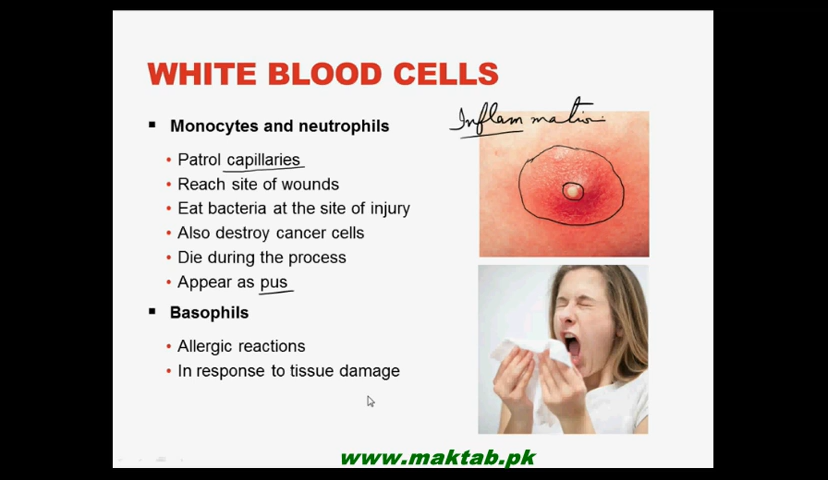 WHITE BLOOD CELLS
Inflammation
▪ Monocytes and neutrophils
• Patrol capillaries
• Reach site of wounds
• Eat bacteria at the site of injury
• Also destroy cancer cells
• Die during the process
• Appear as pus
▪ Basophils
• Allergic reactions
• In response to tissue damage
www.maktab.pk